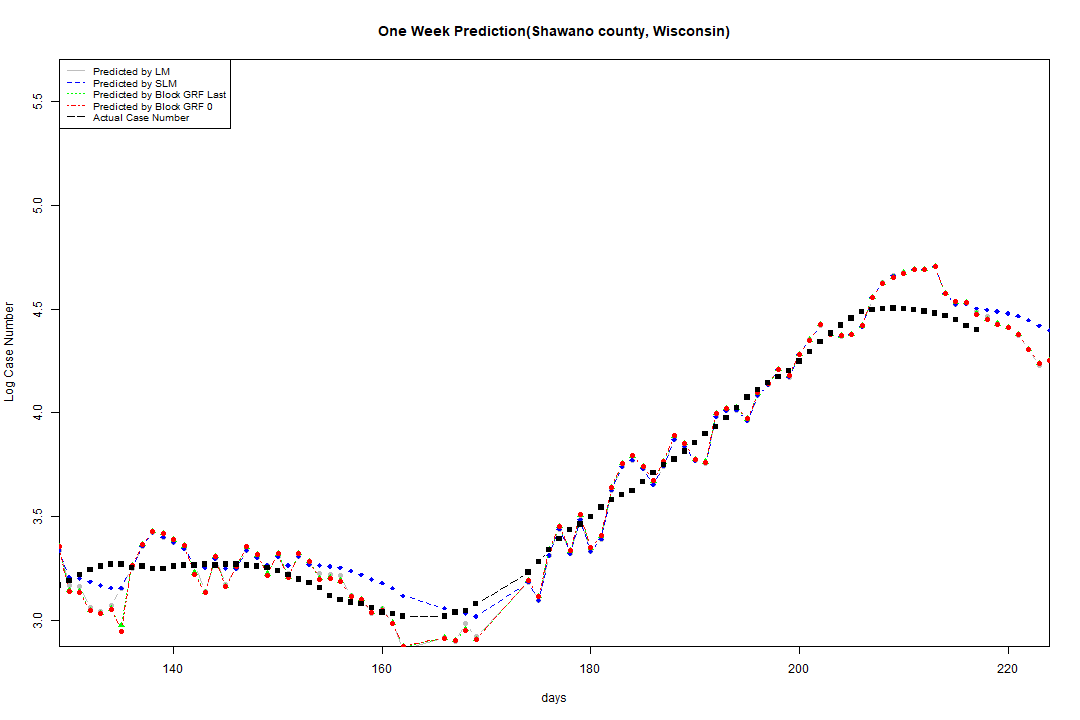 One Week Prediction(Shawano county, Wisconsin)
Predicted by LM
Predicted by SLM
Predicted by Block GRF Last
Predicted by Block GRF 0
Actual Case Number
Log Case Number
5.5
5.0
4.5
4.0
3.5
3.0
140 160 180 200 220
days